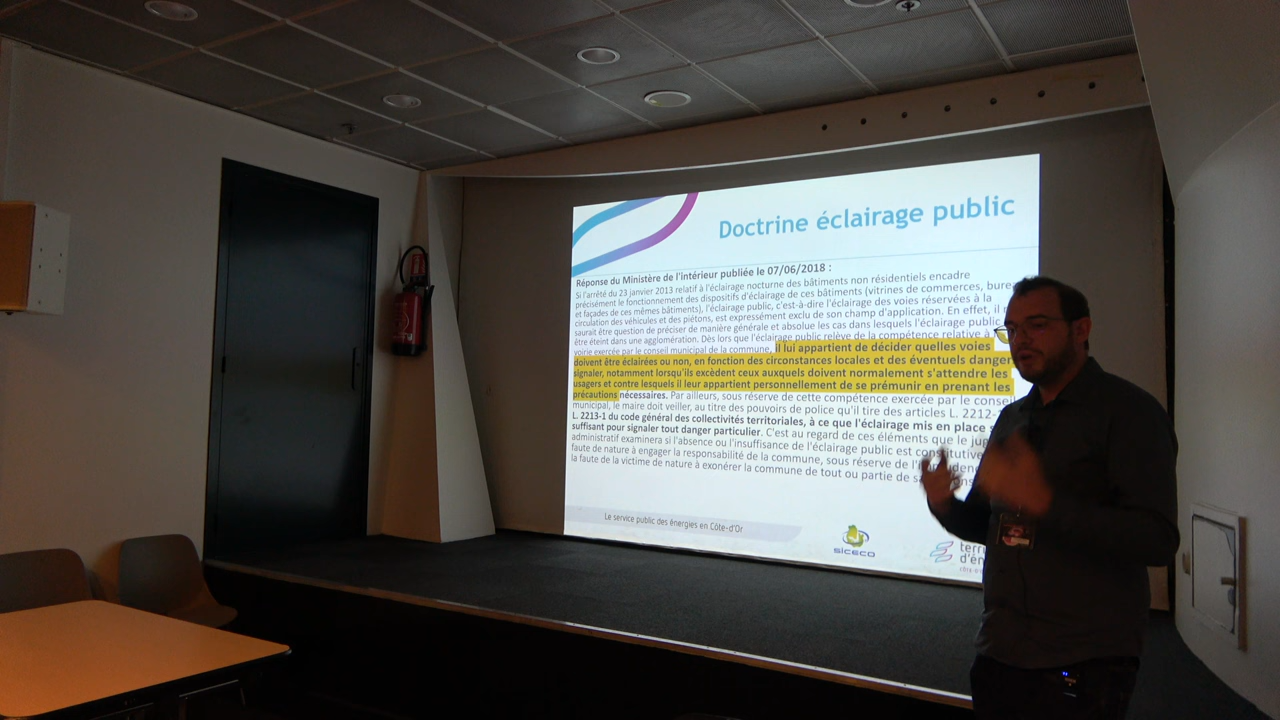 Doctrine éclairage public
Réponse du Ministère de l'intérieur publiée le 07/06/2018 :
Si l'arrêté du 23 janvier 2013 relatif à l'éclairage nocturne des bâtiments non résidentiels encadre
précisément le fonctionnement des dispositifs d'éclairage de ces bâtiments (vitrines de commerces, bure
et façades de ces mêmes bâtiments), l'éclairage public, c'est-à-dire l'éclairage des voies réservées à la
circulation des véhicules et des piétons, est expressément exclu de son champ d'application. En effet, il
saurait être question de préciser de manière générale et absolue les cas dans lesquels l'éclairage public
être éteint dans une agglomération. Dès lors que l'éclairage public relève de la compétence relative à
voirie exercée par le conseil municipal de la commune, il lui appartient de décider quelles voies
doivent être éclairées ou non, en fonction des circonstances locales et des éventuels danger
signaler, notamment lorsqu'ils excèdent ceux auxquels doivent normalement s'attendre les
usagers et contre lesquels il leur appartient personnellement de se prémunir en prenant les
précautions nécessaires. Par ailleurs, sous réserve de cette compétence exercée par le conseil
municipal, le maire doit veiller, au titre des pouvoirs de police qu'il tire des articles L. 2212-
L. 2213-1 du code général des collectivités territoriales, à ce que l'éclairage mis en place s
suffisant pour signaler tout danger particulier. C'est au regard de ces éléments que le jug
administratif examinera si l'absence ou l'insuffisance de l'éclairage public est constitutive
faute de nature à engager la responsabilité de la commune, sous réserve de
la faute de la victime de nature à exonérer la commune de tout ou partie de
Le service public des énergies en Côte-d'Or
siceco
terri
d'én